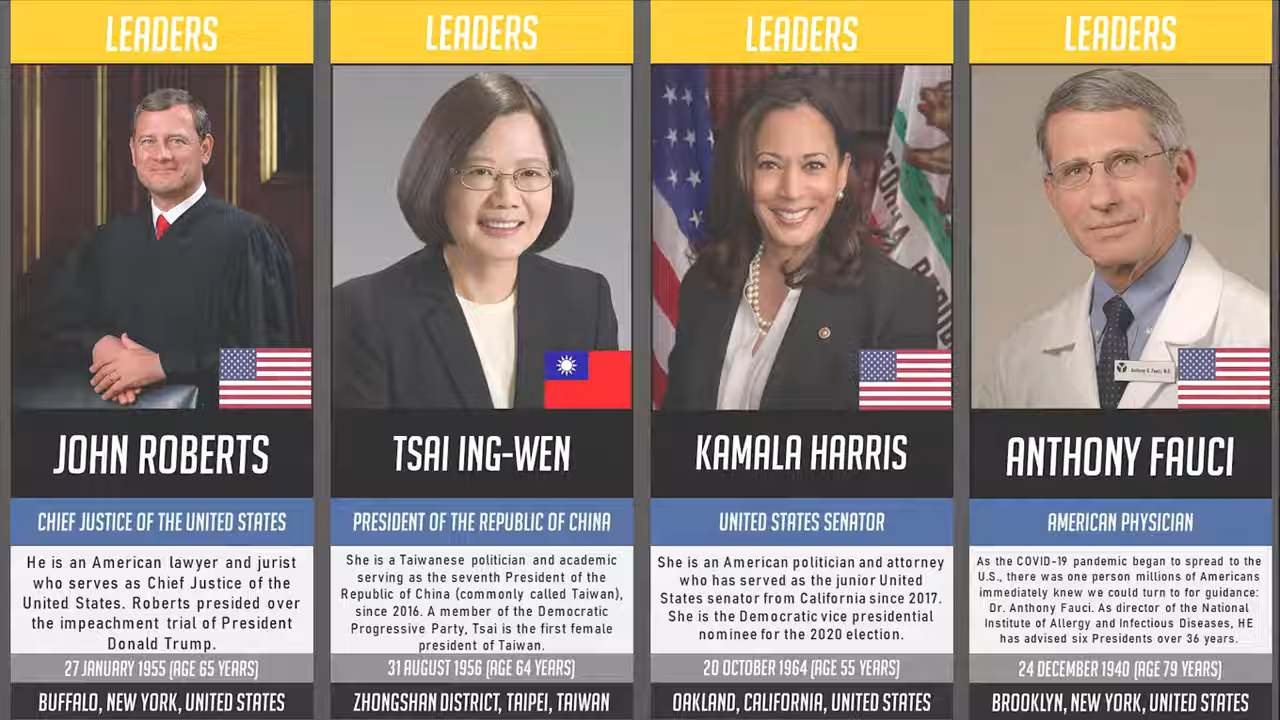 LEADERS
JOHN ROBERTS
CHIEF JUSTICE OF THE UNITED STATES
He is an American lawyer and jurist
who serves as Chief Justice of the
United States. Roberts presided over
the impeachment trial of President
Donald Trump.
27 JANUARY 1955 (AGE 65 YEARS)
BUFFALO, NEW YORK, UNITED STATES
LEADERS
TSAI ING-WEN
PRESIDENT OF THE REPUBLIC OF CHINA
She is a Taiwanese politician and academic
serving as the seventh President of the
Republic of China (commonly called Taiwan),
since 2016. A member of the Democratic
Progressive Party, Tsai is the first female
president of Taiwan.
31 AUGUST 1956 (AGE 64 YEARS)
ZHONGSHAN DISTRICT, TAIPEI, TAIWAN
LEADERS
KAMALA HARRIS
UNITED STATES SENATOR
She is an American politician and attorney
who has served as the junior United
States senator from California since 2017.
She is the Democratic vice presidential
nominee for the 2020 election.
20 OCTOBER 1964 (AGE 55 YEARS)
OAKLAND, CALIFORNIA, UNITED STATES
LEADERS
Anthony S. Fauci, M.D.
ANTHONY FAUCI
AMERICAN PHYSICIAN
As the COVID-19 pandemic began to spread to the
U.S., there was one person millions of Americans
immediately knew we could turn to for guidance:
Dr. Anthony Fauci. As director of the National
Institute of Allergy and Infectious Diseases, HE
has advised six Presidents over 36 years.
24 DECEMBER 1940 (AGE 79 YEARS)
BROOKLYN, NEW YORK, UNITED STATES